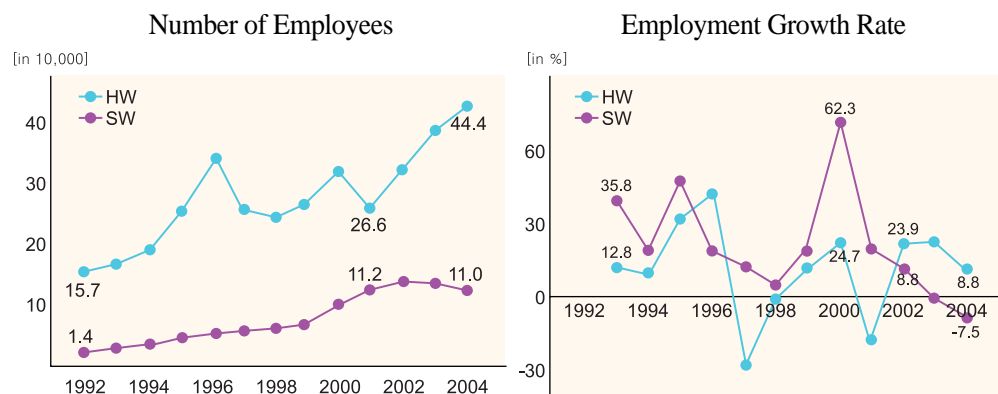 Number of Employees
[in 10,000]
HW
SW
40
30
20
10
44.4
26.6
15.7
11.2
11.0
1.4
1992 1994 1996 1998 2000 2002 2004
Employment Growth Rate
[in %]
HW
SW
60
30
0
-30
62.3
35.8
23.9
12.8
24.7
8.8
8.8
-7.5
1992 1994 1996 1998 2000 2002 2004